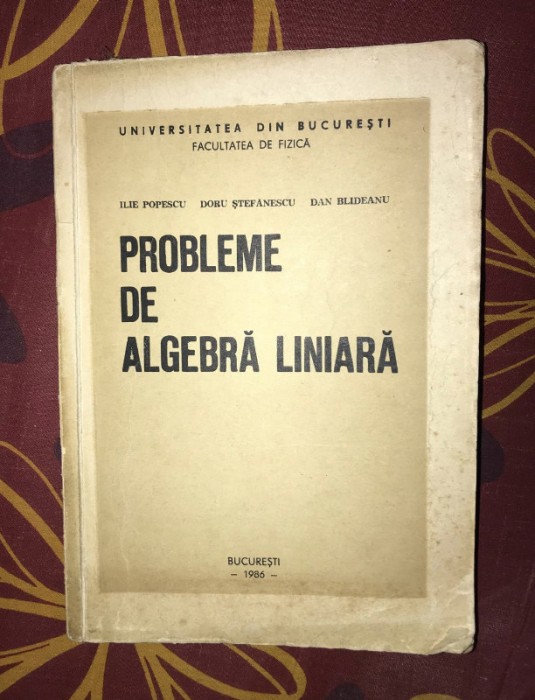 UNIVERSITATEA DIN BUCUREŞTI
FACULTATEA DE FIZICĂ
ILIE POPESCU DORU ŞTEFĂNESCU DAN BLIDEANU
PROBLEME
DE
ALGEBRĂ LINIARĂ
BUCUREŞTI
– 1986 –